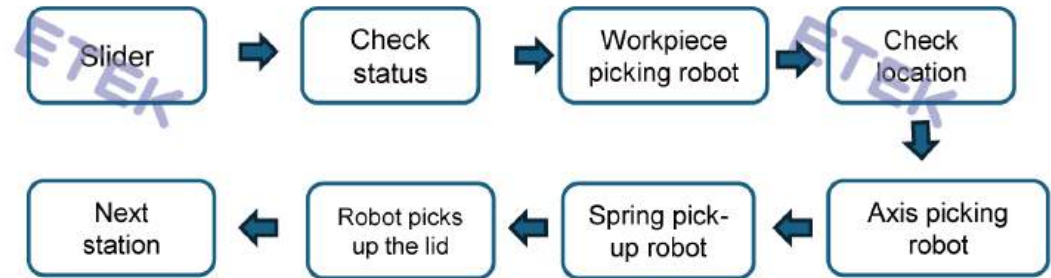 Slider
Check
status
Workpiece
picking robot
Check
location
Axis picking
robot
Spring pick-
up robot
Robot picks
up the lid
Next
station
ETEK
ETEK